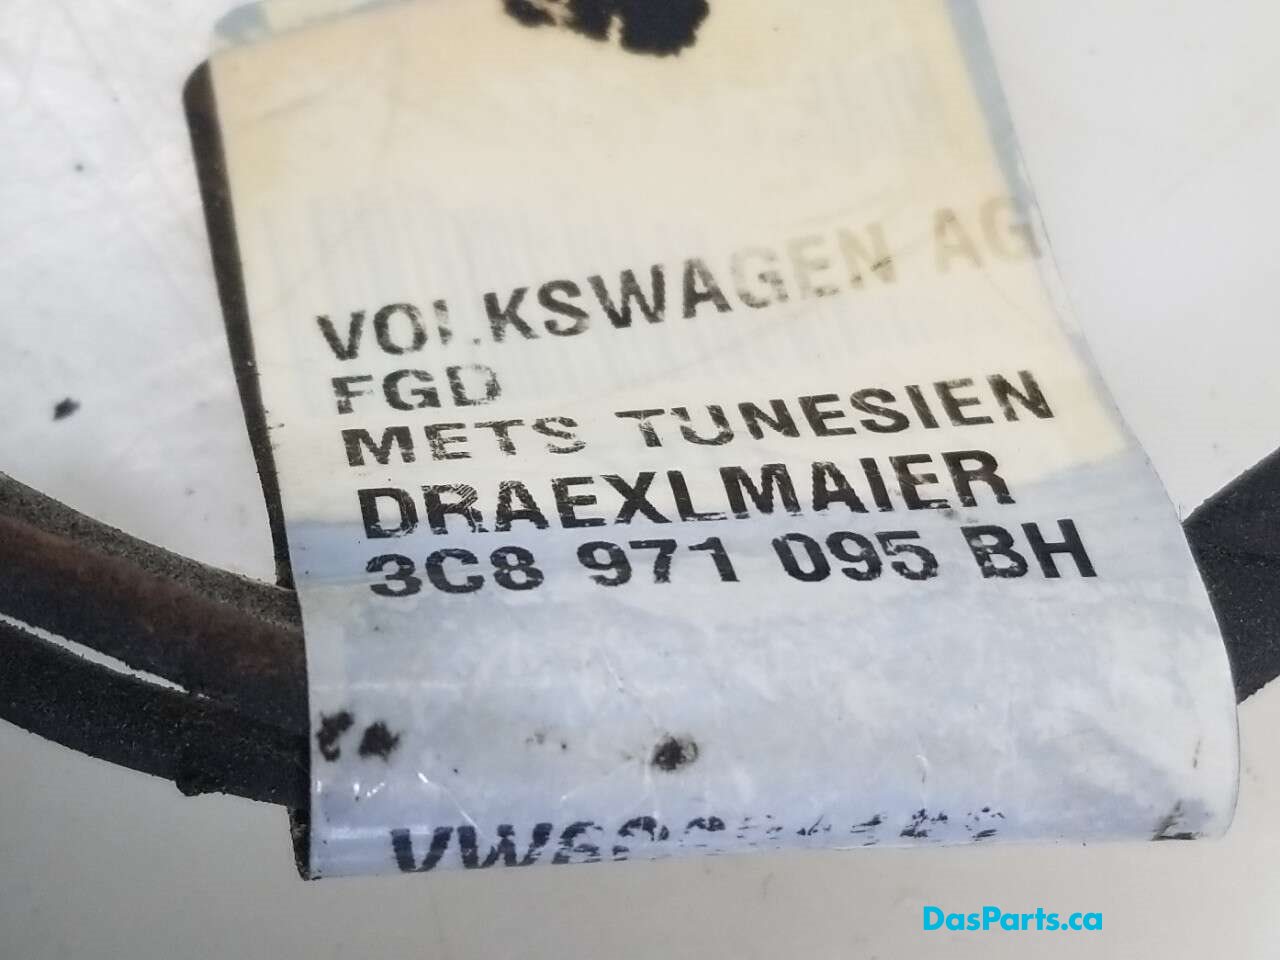 VOLKSWAGEN AG
FGD
METS TUNESIEN
DRAEXLMAIER
3C8 971 095 BH
DasParts.ca